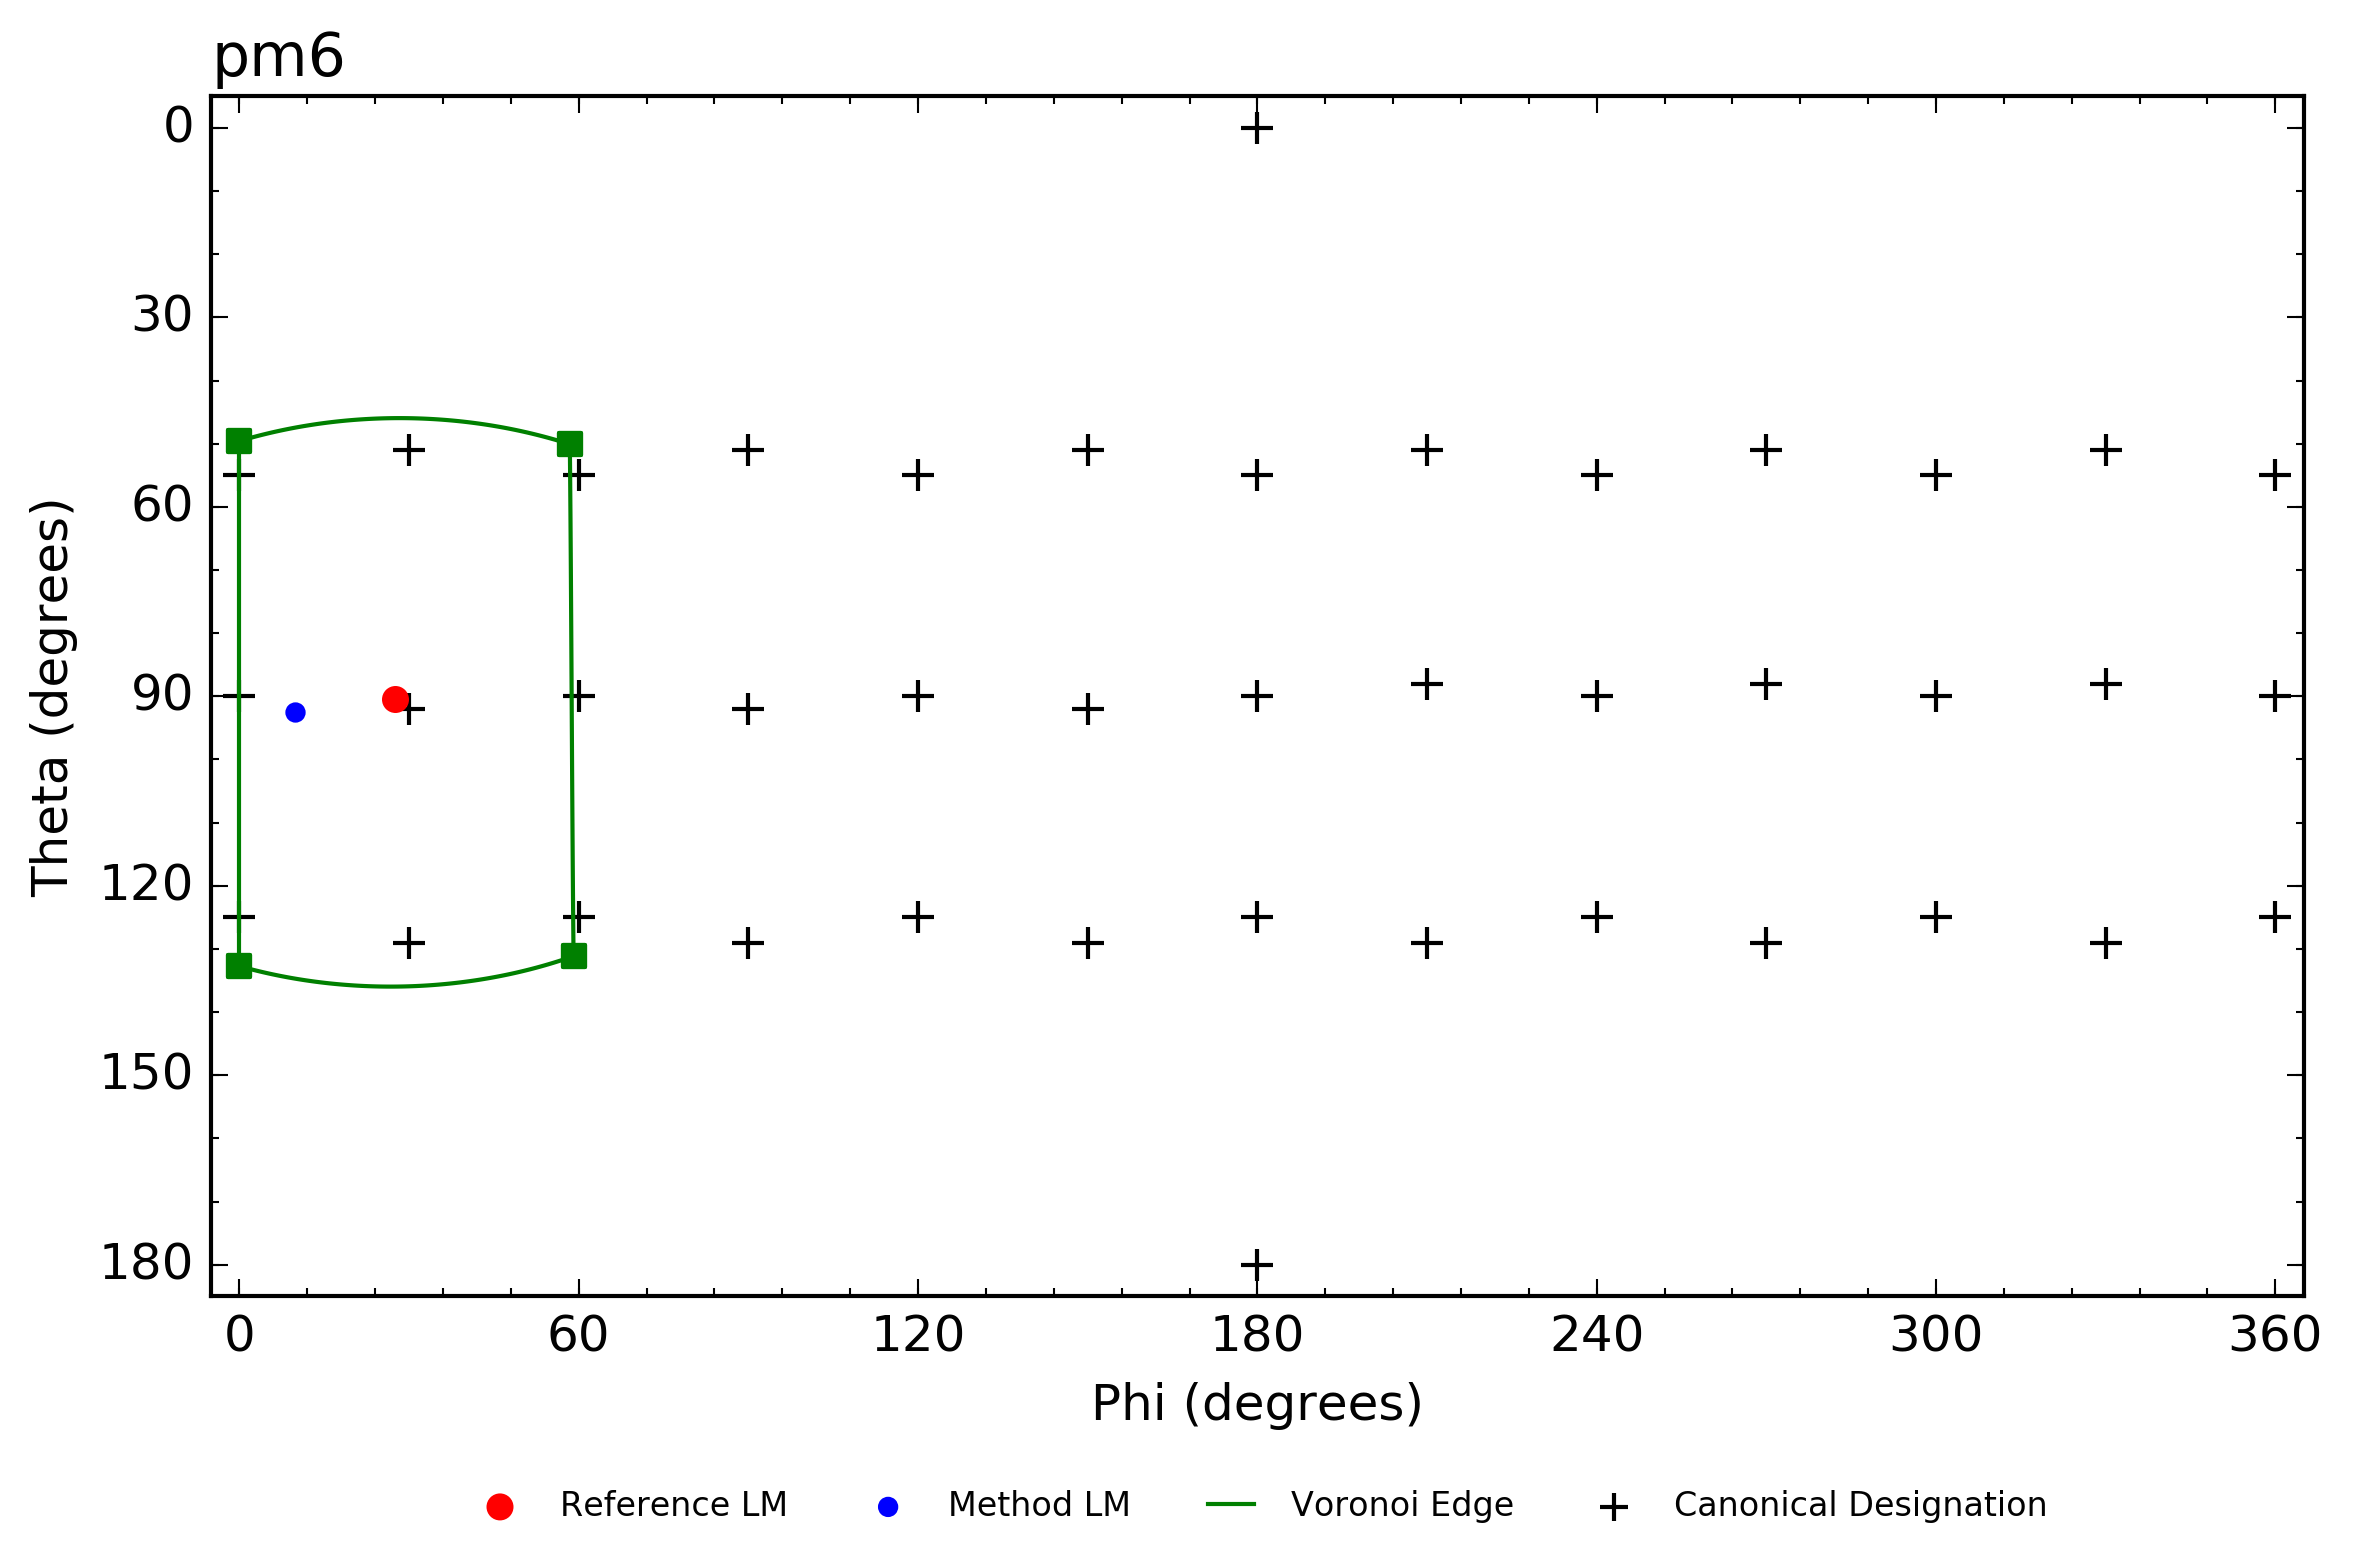 pm6
0
30
60
90
120
150
180
Theta (degrees)
0 60 120 180 240 300 360
Phi (degrees)
Reference LM Method LM Voronoi Edge Canonical Designation